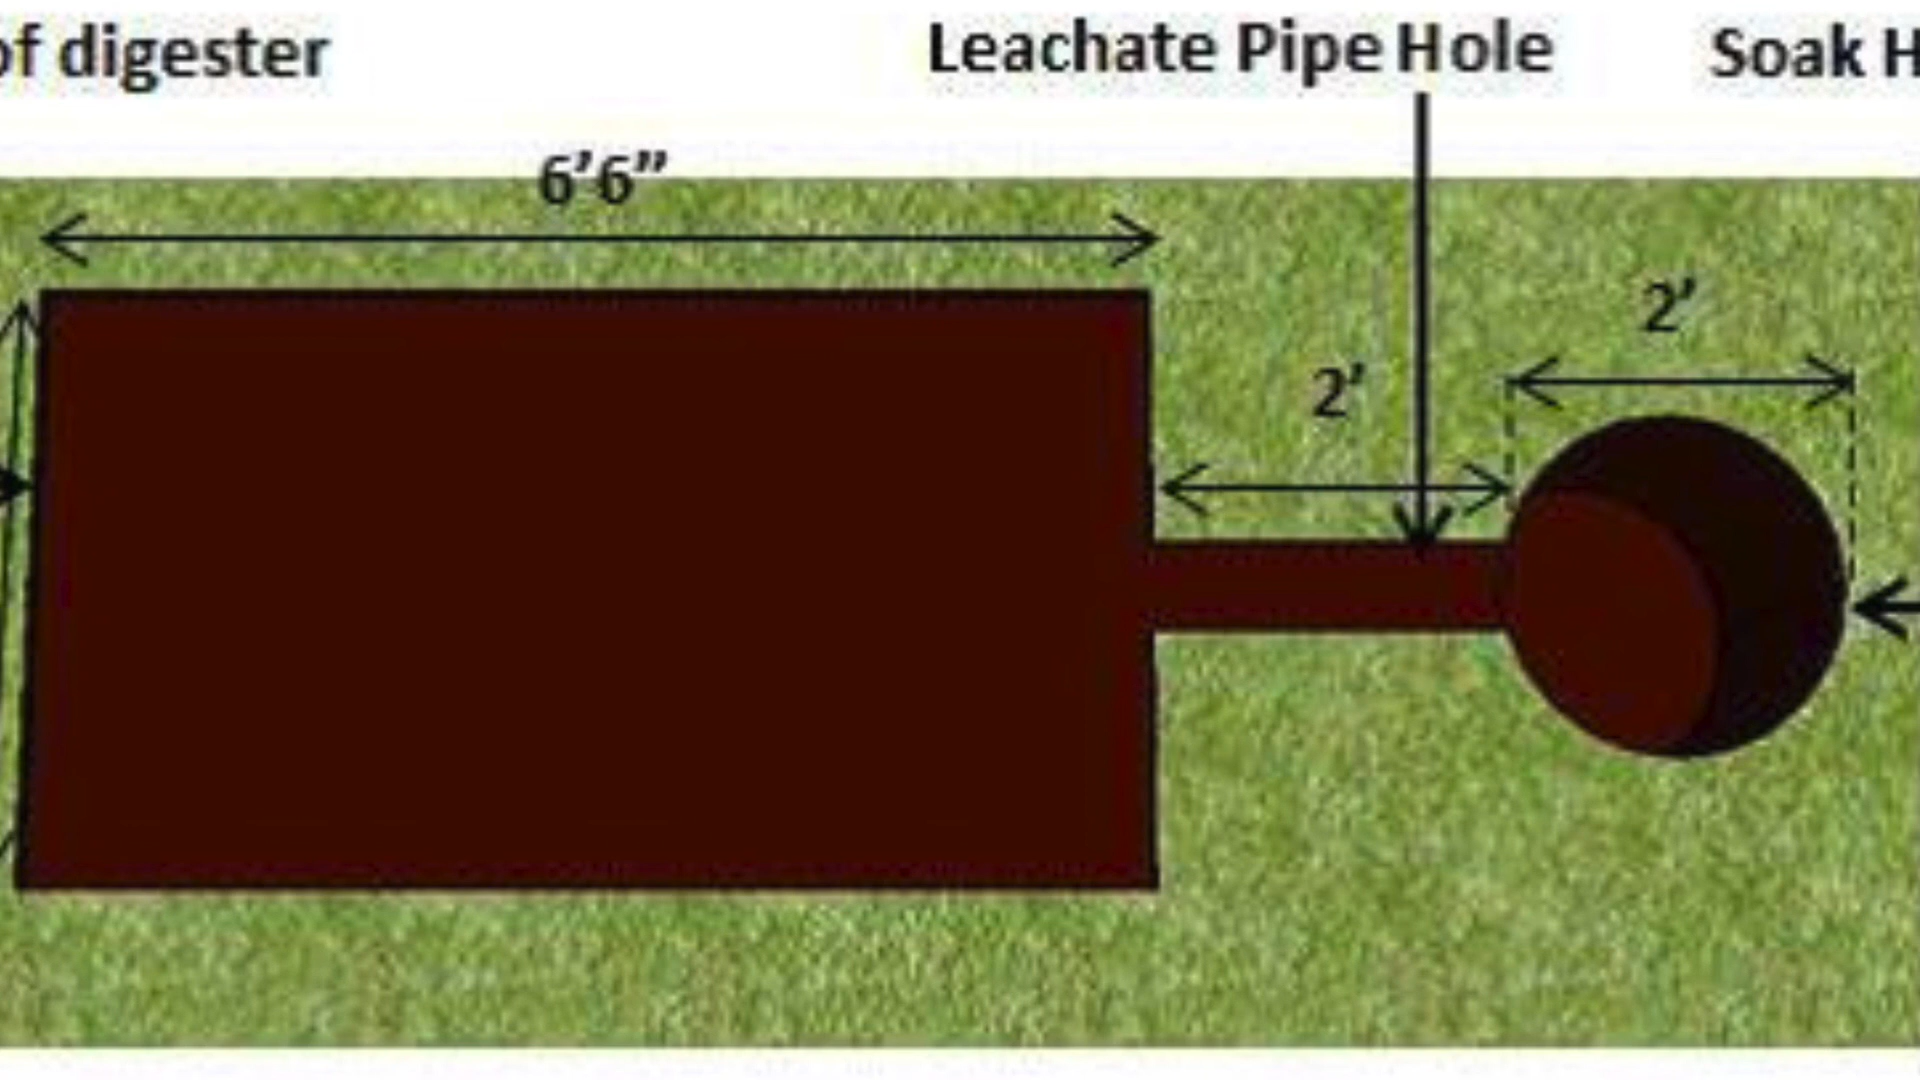 of digester
Leachate Pipe Hole
Soak H
6’6”
2’
2’